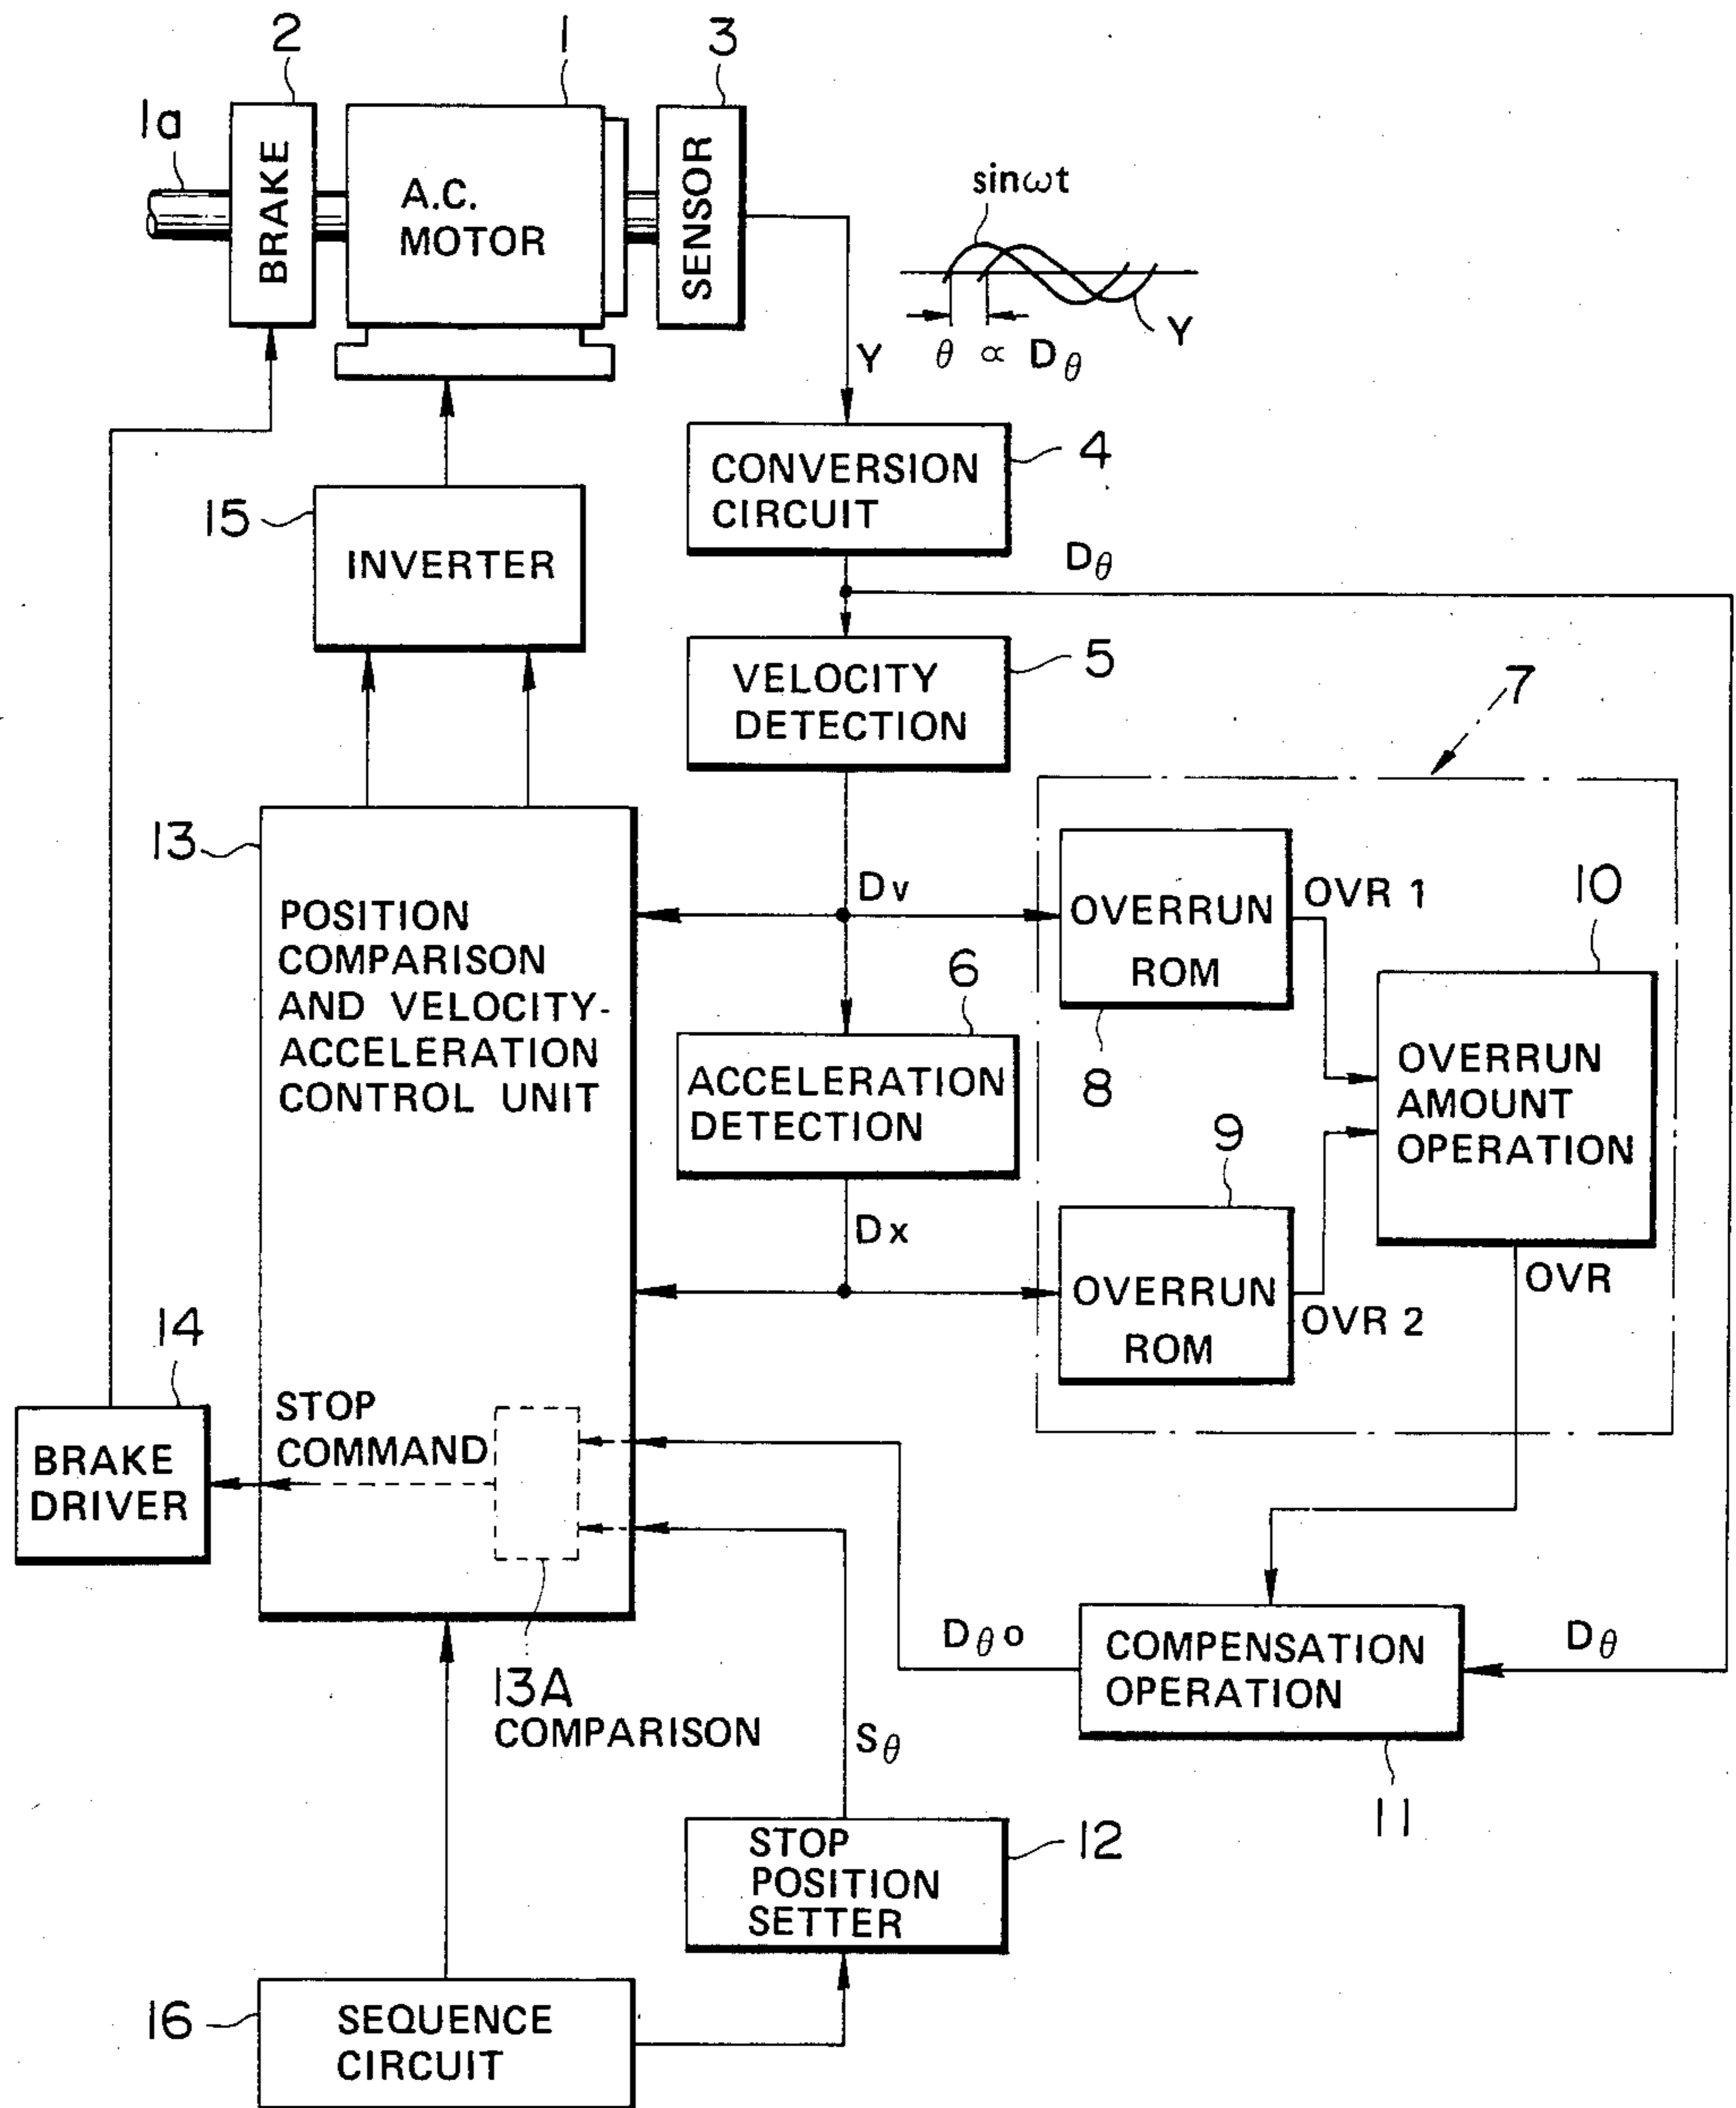 2
1
3
1a
BRAKE
A.C.
MOTOR
SENSOR
sinωt
Y
Y
θ ∝ Dθ
4
CONVERSION
CIRCUIT
15
INVERTER
Dθ
5
VELOCITY
DETECTION
7
13
POSITION
COMPARISON
AND VELOCITY-
ACCELERATION
CONTROL UNIT
Dv
OVERRUN
ROM
8
OVR 1
10
6
ACCELERATION
DETECTION
OVERRUN
AMOUNT
OPERATION
9
Dx
OVERRUN
ROM
OVR 2
OVR
14
STOP
COMMAND
BRAKE
DRIVER
13A
COMPARISON
Dθo
COMPENSATION
OPERATION
Dθ
11
Sθ
STOP
POSITION
SETTER
12
16
SEQUENCE
CIRCUIT